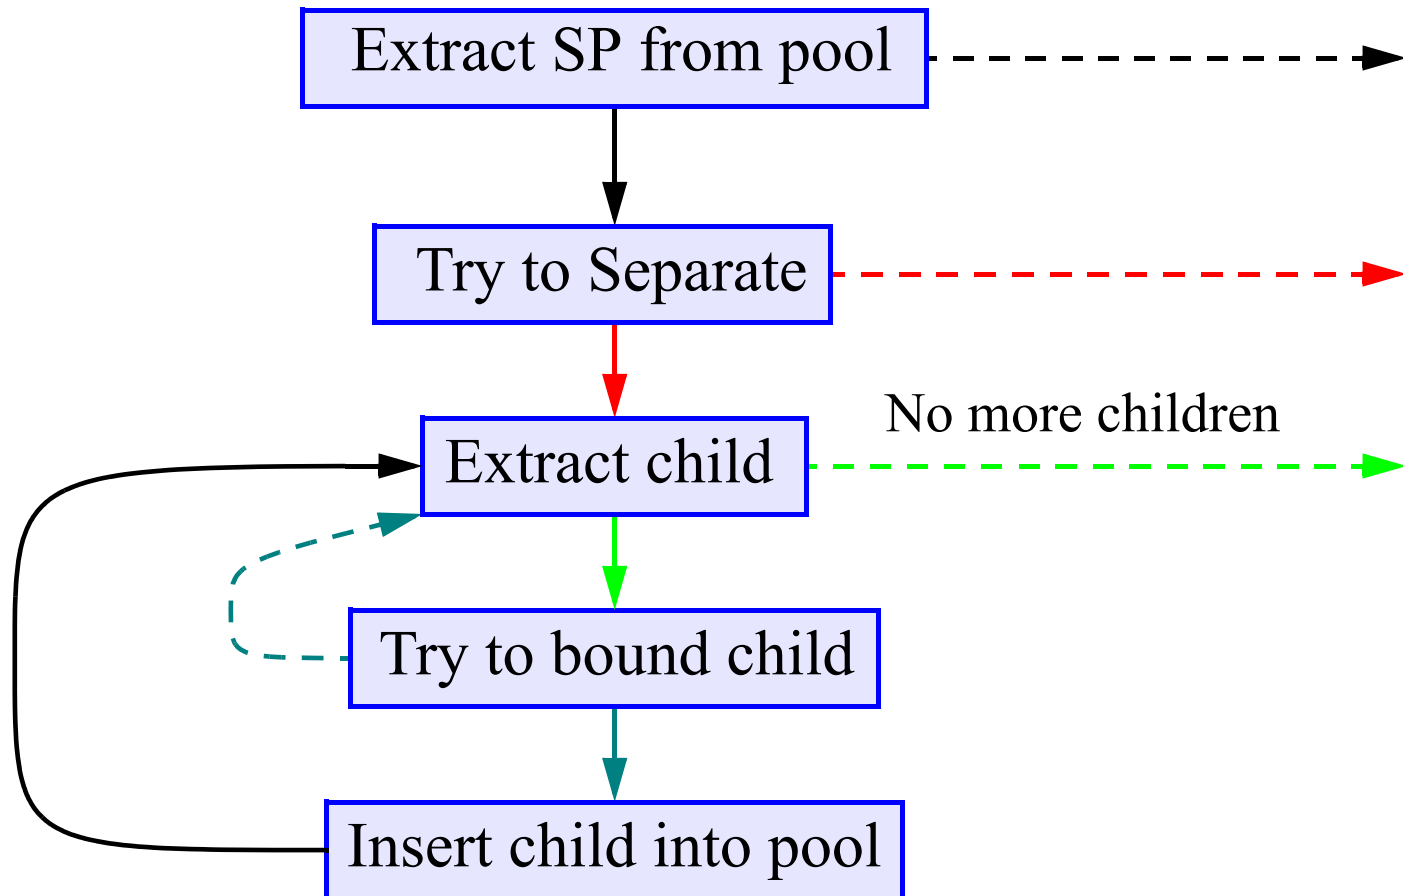 Extract SP from pool
Try to Separate
No more children
Extract child
Try to bound child
Insert child into pool